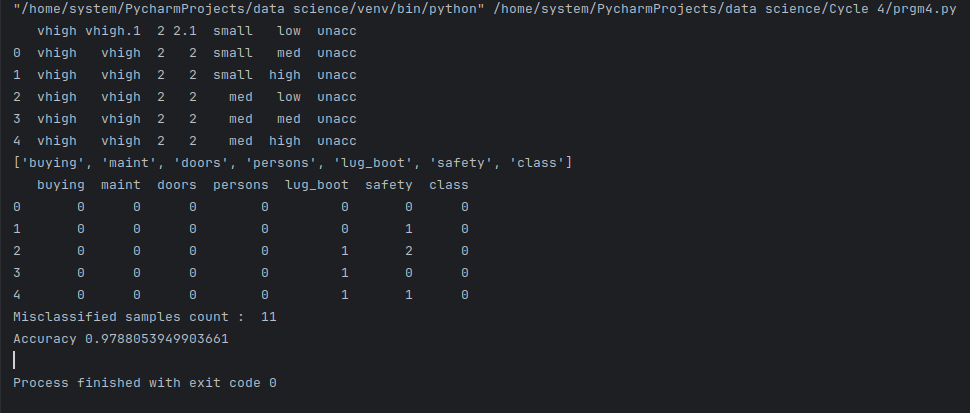 "/home/system/PycharmProjects/data science/venv/bin/python" /home/system/PycharmProjects/data science/Cycle 4/prgm4.py
   vhigh vhigh.1  2 2.1  small   low  unacc
0  vhigh   vhigh  2   2  small   med  unacc
1  vhigh   vhigh  2   2  small  high  unacc
2  vhigh   vhigh  2   2    med   low  unacc
3  vhigh   vhigh  2   2    med   med  unacc
4  vhigh   vhigh  2   2    med  high  unacc
['buying', 'maint', 'doors', 'persons', 'lug_boot', 'safety', 'class']
   buying  maint  doors  persons  lug_boot  safety  class
0       0      0      0        0         0       0      0
1       0      0      0        0         0       1      0
2       0      0      0        0         1       2      0
3       0      0      0        0         1       0      0
4       0      0      0        0         1       1      0
Misclassified samples count :  11
Accuracy 0.9788053949903661
Process finished with exit code 0